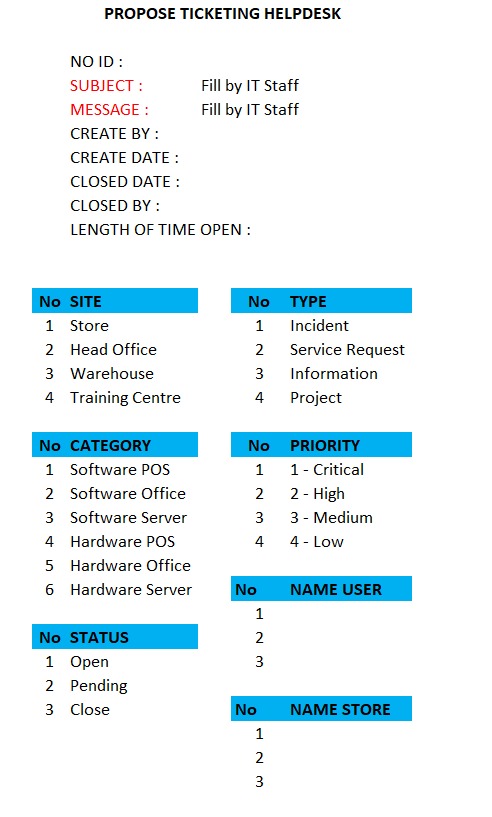 PROPOSE TICKETING HELPDESK
NO ID :
SUBJECT : Fill by IT Staff
MESSAGE : Fill by IT Staff
CREATE BY :
CREATE DATE :
CLOSED DATE :
CLOSED BY :
LENGTH OF TIME OPEN :
No SITE
1 Store
2 Head Office
3 Warehouse
4 Training Centre
No TYPE
1 Incident
2 Service Request
3 Information
4 Project
No CATEGORY
1 Software POS
2 Software Office
3 Software Server
4 Hardware POS
5 Hardware Office
6 Hardware Server
No PRIORITY
1 1 - Critical
2 2 - High
3 3 - Medium
4 4 - Low
No NAME USER
1
2
3
No STATUS
1 Open
2 Pending
3 Close
No NAME STORE
1
2
3